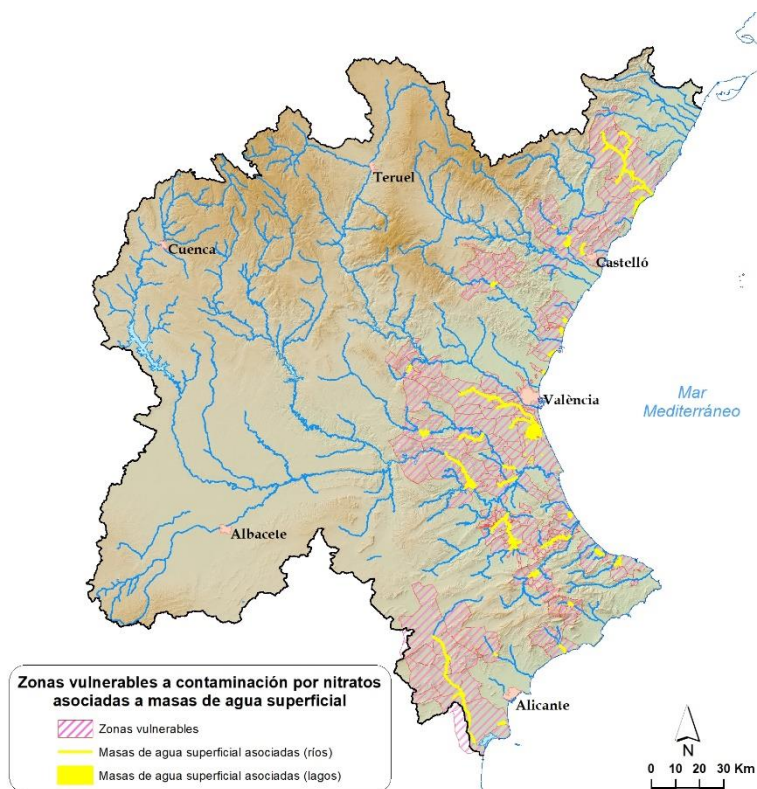 Teruel
Cuenca
Castelló
València
Mar
Mediterráneo
Albacete
Alicante
Zonas vulnerables a contaminación por nitratos
asociadas a masas de agua superficial
Zonas vulnerables
Masas de agua superficial asociadas (ríos)
Masas de agua superficial asociadas (lagos)
N
0 10 20 30 Km